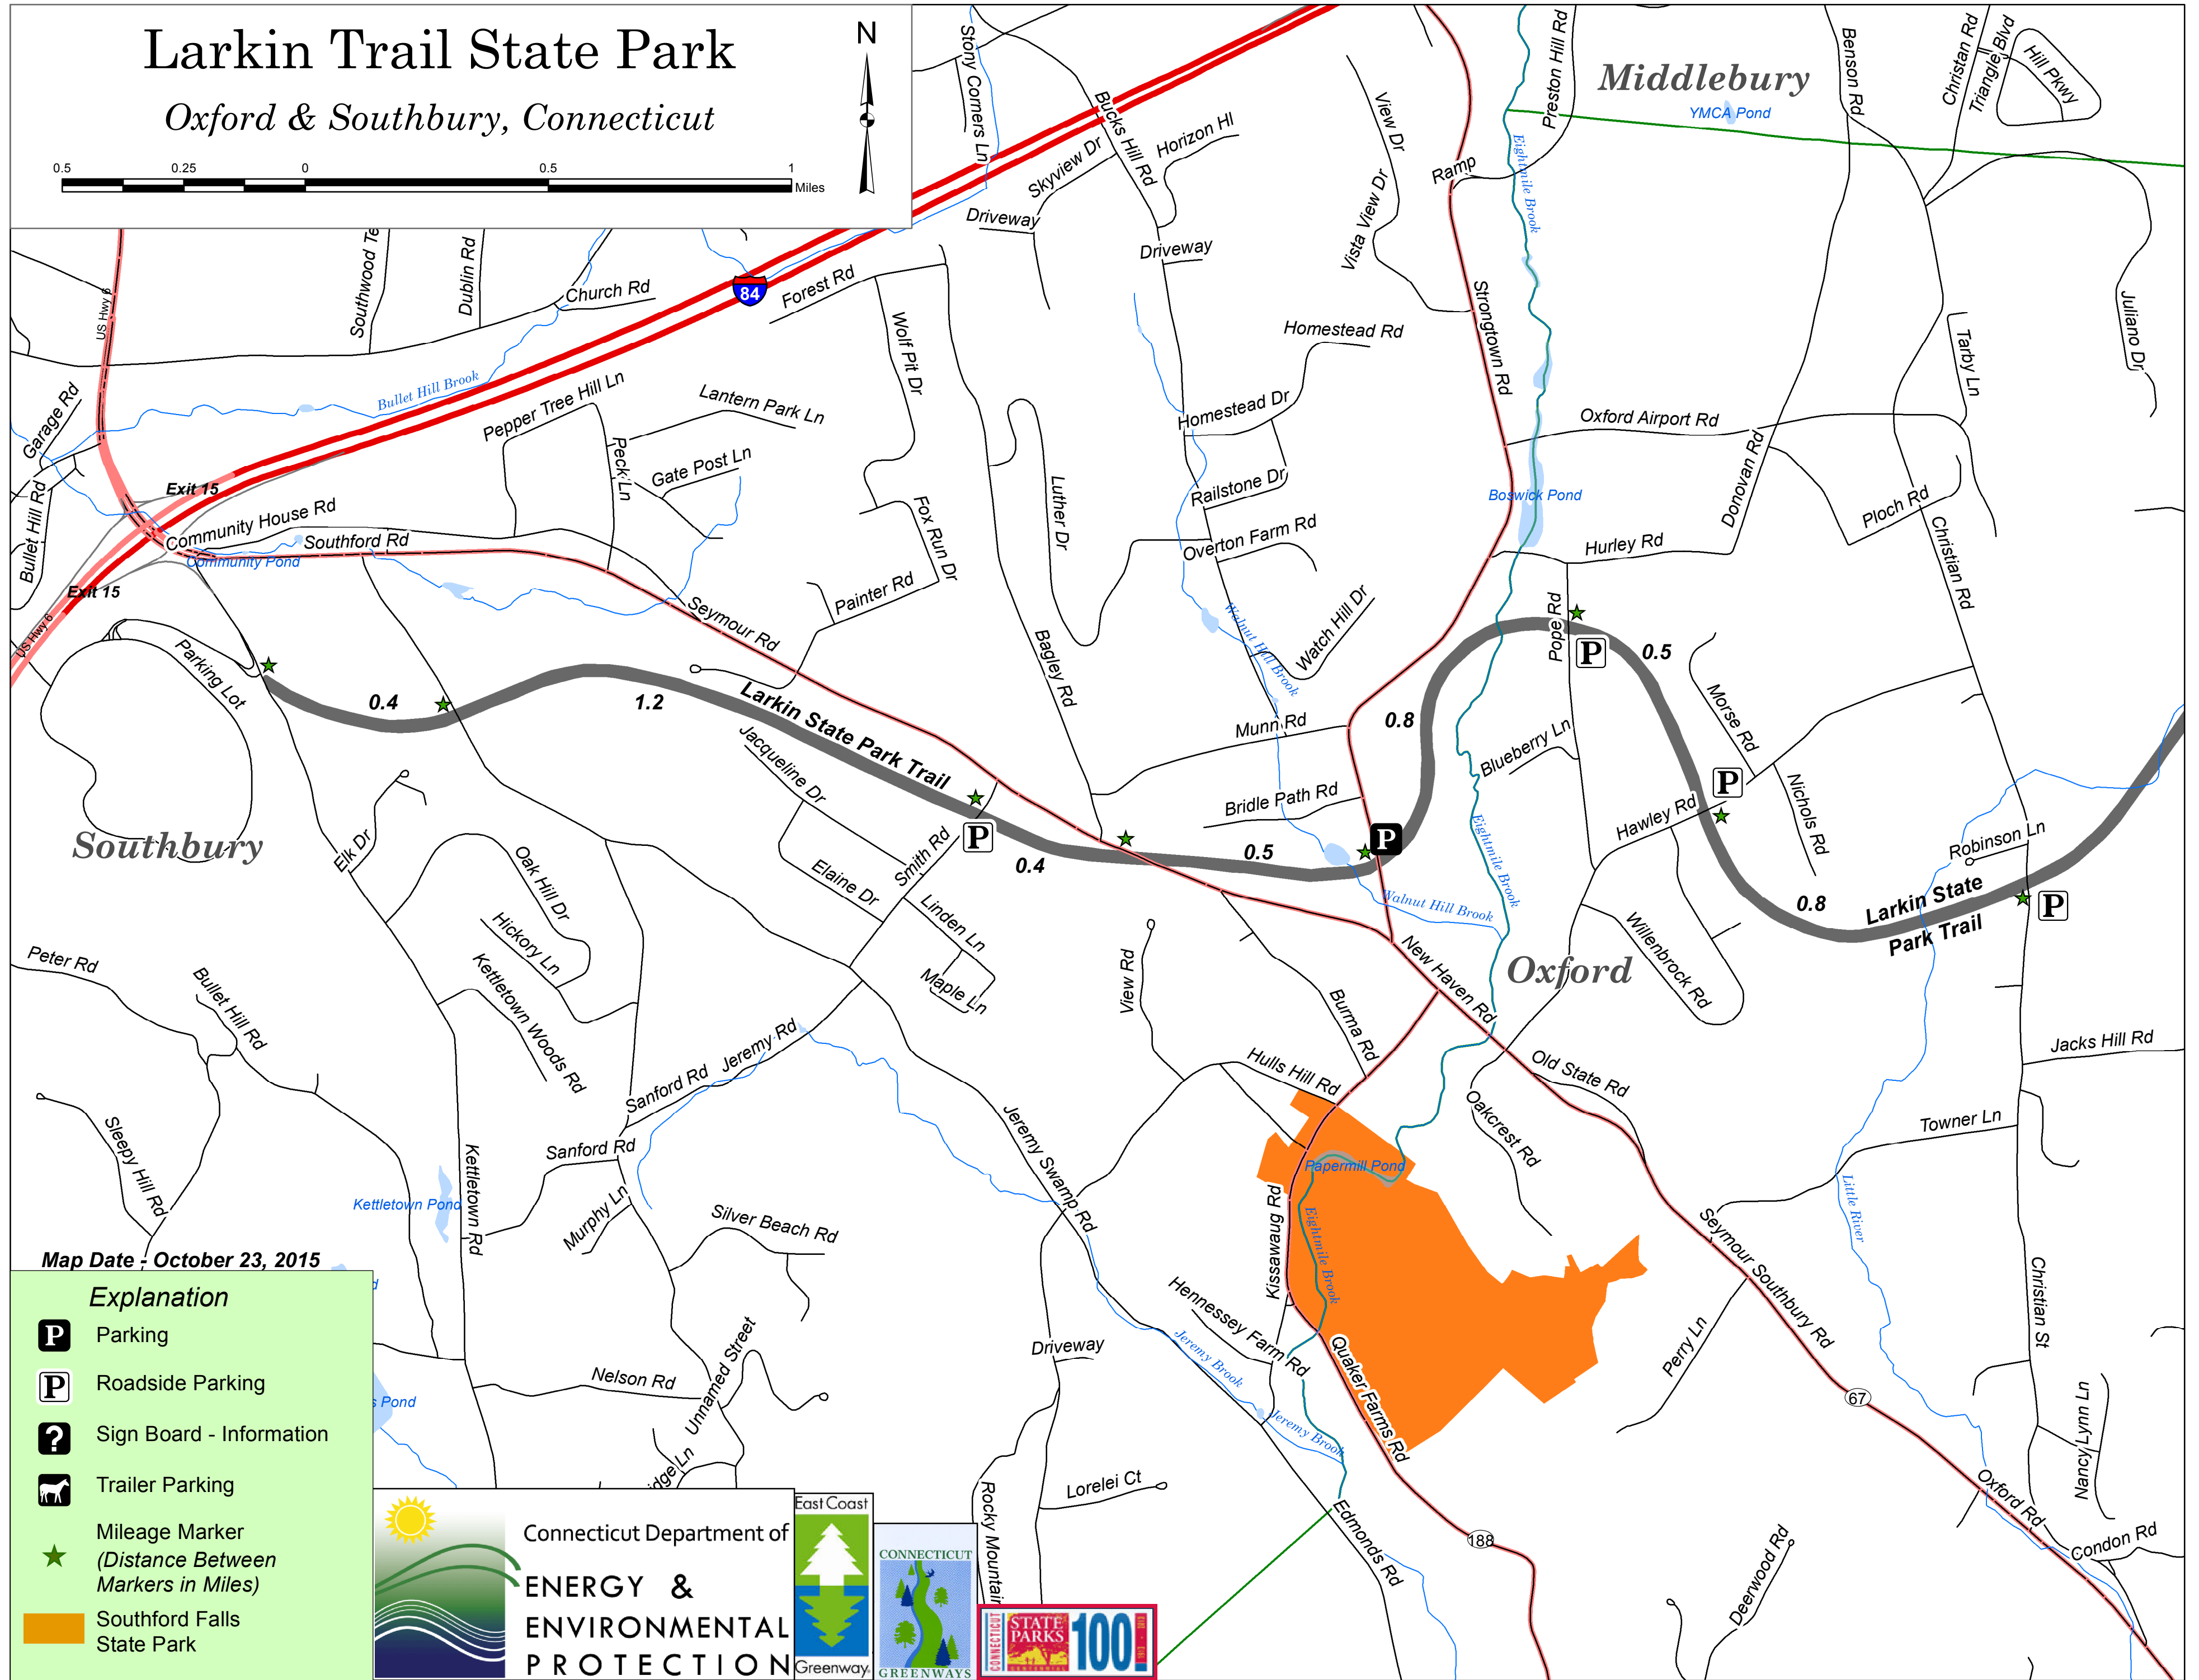 Larkin Trail State Park
Oxford & Southbury, Connecticut
0.5 0.25 0 0.5 1
Miles
N
Stony Corners Ln
Bucks Hill Rd
Skyview Dr
Horizon Hl
Driveway
Driveway
View Dr
Vista View Dr
Ramp
Preston Hill Rd
Middlebury
YMCA Pond
Eightmile Brook
Benson Rd
Christian Rd
Triangle Blvd
Hill Pkwy
US Hwy 6
Southwood Te
Dublin Rd
Church Rd
84
Forest Rd
Wolf Pit Dr
Homestead Rd
Strongtown Rd
Tarby Ln
Juliano Dr
Garage Rd
Bullet Hill Brook
Pepper Tree Hill Ln
Lantern Park Ln
Peck Ln
Gate Post Ln
Homestead Dr
Oxford Airport Rd
Donovan Rd
Bullet Hill Rd
Exit 15
Community House Rd
Southford Rd
Community Pond
Exit 15
US Hwy 6
Fox Run Dr
Luther Dr
Railstone Dr
Overton Farm Rd
Boswick Pond
Hurley Rd
Ploch Rd
Christian Rd
Painter Rd
Seymour Rd
Bagley Rd
Walnut Hill Brook
Watch Hill Dr
Pope Rd
P
0.5
Parking Lot
0.4
1.2
Larkin State Park Trail
Munn Rd
0.8
Blueberry Ln
Morse Rd
Jacqueline Dr
Bridle Path Rd
P
Hawley Rd
Nichols Rd
Southbury
Elk Dr
Oak Hill Dr
Elaine Dr
Smith Rd
P
0.4
0.5
P
Eightmile Brook
Robinson Ln
0.8
Larkin State
Park Trail
P
Hickony Ln
Linden Ln
Maple Ln
Walnut Hill Brook
New Haven Rd
Oxford
Willenbrock Rd
Peter Rd
Bullet Hill Rd
Kettletown Woods Rd
View Rd
Burma Rd
Sanford Rd
Jeremy Rd
Hulls Hill Rd
Old State Rd
Jacks Hill Rd
Sleepy Hill Rd
Sanford Rd
Kettletown Rd
Kettletown Pond
Murphy Ln
Silver Beach Rd
Jeremy Swamp Rd
Papermill Pond
Oakcrest Rd
Towner Ln
Little River
Kissawaug Rd
Eightmile Brook
Seymour Southbury Rd
Christian St
Hennessey Farm Rd
Driveway
Jeremy Brook
Jeremy Brook
Quaker Farms Rd
Perry Ln
67
Nelson Rd
Unnamed Street
idge Ln
Lorelei Ct
Rocky Mountain
Edmonds Rd
188
Nancy Lynn Ln
Oxford Rd
Condon Rd
Deerwood Rd
Map Date - October 23, 2015
d
s Pond
Explanation
P Parking
P Roadside Parking
? Sign Board - Information
Trailer Parking
Mileage Marker
(Distance Between
Markers in Miles)
Southford Falls
State Park
Connecticut Department of
ENERGY &
ENVIRONMENTAL
PROTECTION
East Coast
Greenway
CONNECTICUT
GREENWAYS
CONNECTICUT
STATE
PARKS
CENTENNIAL
100